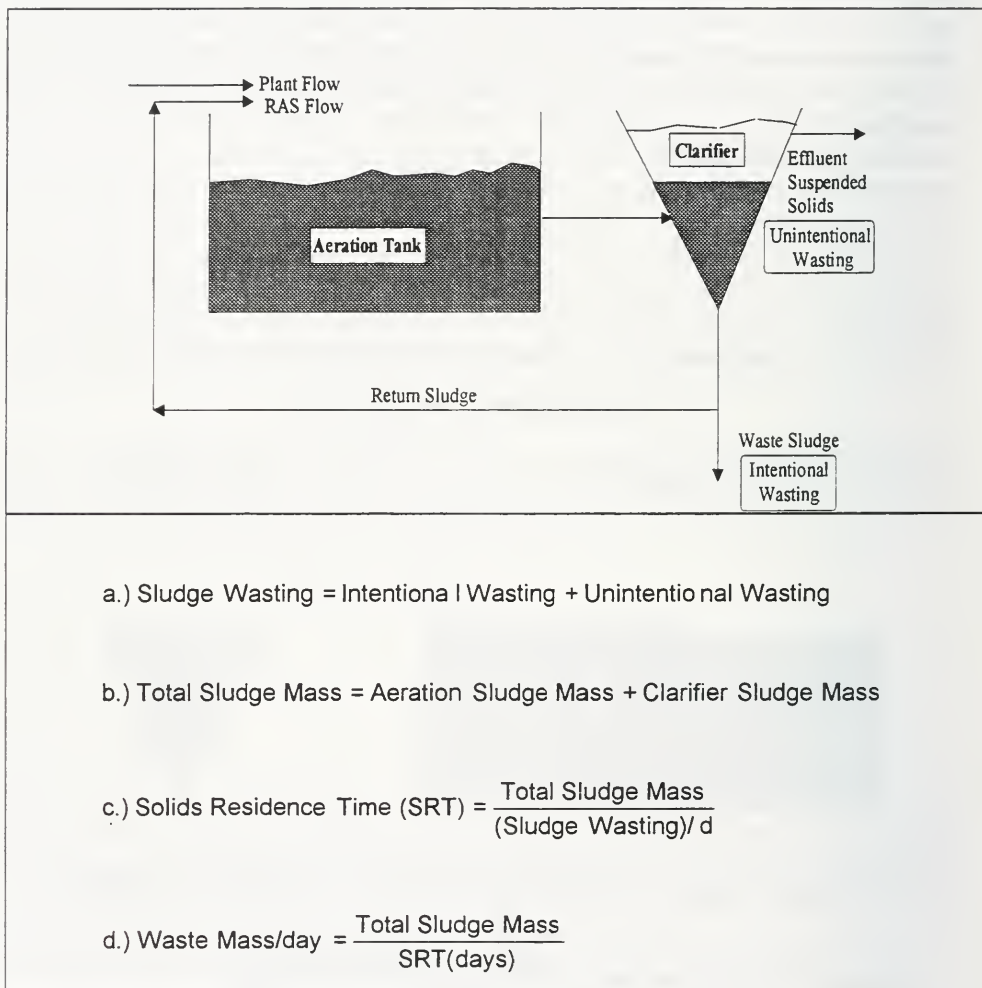 Plant Flow
RAS Flow
Clarifier
Effluent
Suspended
Solids
Unintentional
Wasting
Aeration Tank
Return Sludge
Waste Sludge
Intentional
Wasting
a.) Sludge Wasting = Intentiona l Wasting + Unintentio nal Wasting
b.) Total Sludge Mass = Aeration Sludge Mass + Clarifier Sludge Mass
c.) Solids Residence Time (SRT) = Total Sludge Mass
(Sludge Wasting)/ d
d.) Waste Mass/day = Total Sludge Mass
SRT(days)